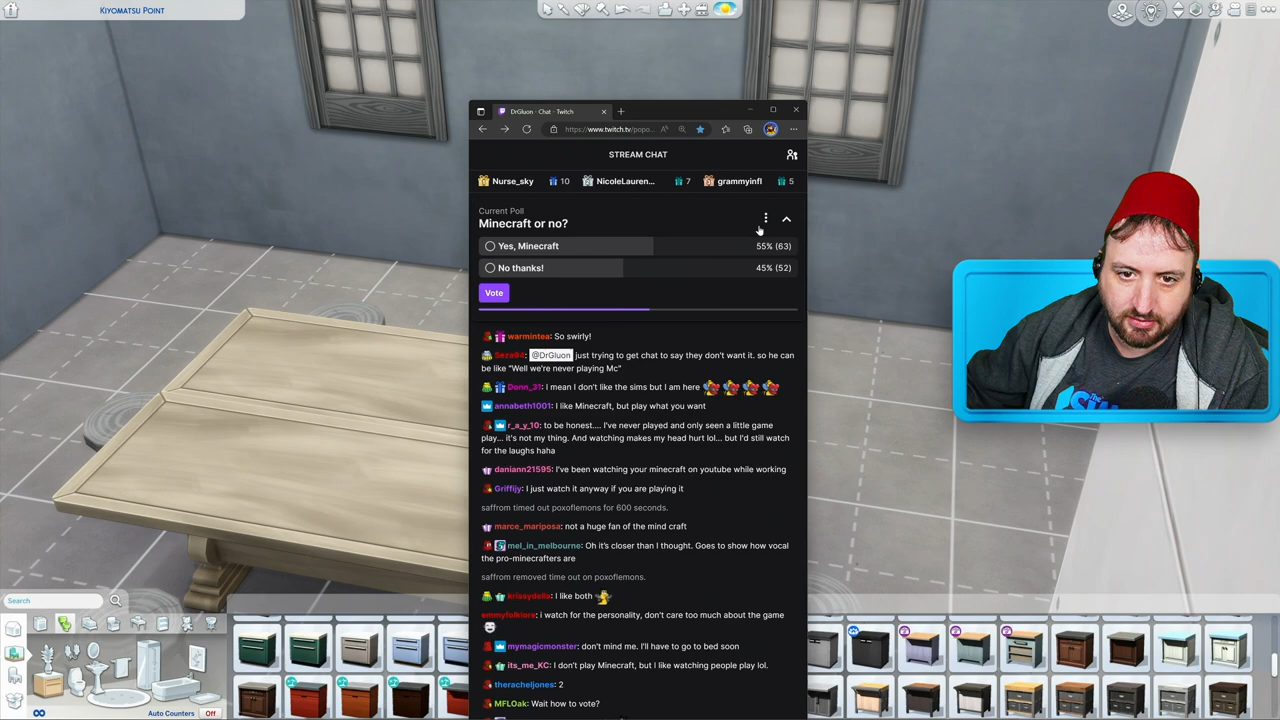 Kiyomatsu Point
DrGluon - Chat - Twitch
https://www.twitch.tv/popo...
STREAM CHAT
Nurse_sky 10 NicoleLauren... 7 grammyinfl 5
Current Poll
Minecraft or no?
Yes, Minecraft 55% (63)
No thanks! 45% (52)
Vote
warmintea: So swirly!
@DrGluon just trying to get chat to say they don't want it. so he can
be like "Well we're never playing Mc"
Donn_31: I mean I don't like the sims but I am here
annabeth1001: I like Minecraft, but play what you want
r_a_y_10: to be honest.... I've never played and only seen a little game
play... it's not my thing. And watching makes my head hurt lol... but I'd still watch
for the laughs haha
daniann21595: I've been watching your minecraft on youtube while working
Griffijy: I just watch it anyway if you are playing it
saffrom timed out poxoflemons for 600 seconds.
marce_mariposa: not a huge fan of the mind craft
mel_in_melbourne: Oh it's closer than I thought. Goes to show how vocal
the pro-minecrafters are
saffrom removed time out on poxoflemons.
krissydella: I like both
emmyfolklore: i watch for the personality, don't care too much about the game
mymagicmonster: don't mind me. I'll have to go to bed soon
its_me_KC: I don't play Minecraft, but I like watching people play lol.
theracheljones: 2
MFLOak: Wait how to vote?
Search
Auto Counters Off